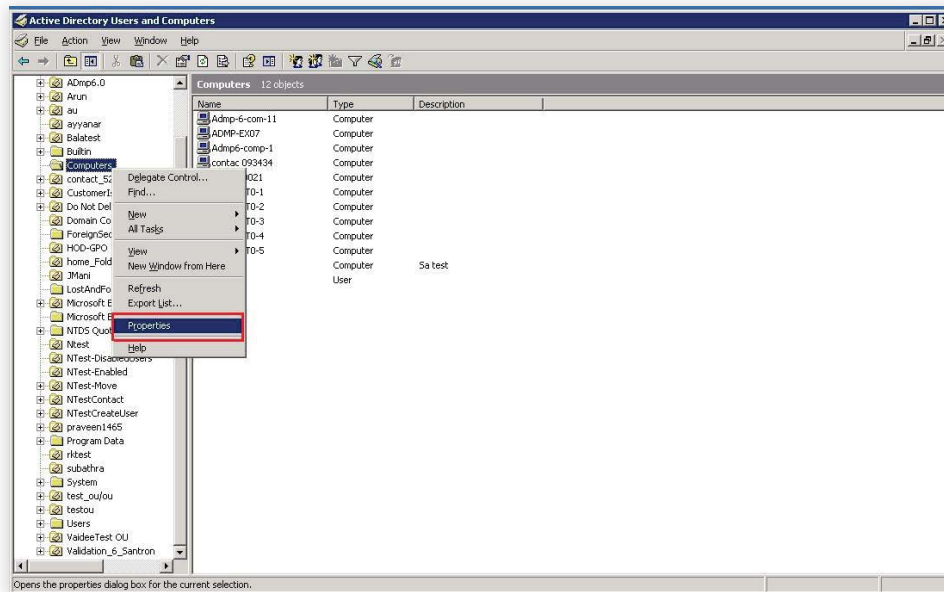 Active Directory Users and Computers
File Action View Window Help
ADmp6.0
Arun
au
ayyanar
Balatest
Builtin
Computers
contact_52
CustomerI
Do Not Del
Domain Co
ForeignSec
HOD-GPO
home_Fold
JMani
LostAndFo
Microsoft E
Microsoft E
NTDS Quot
Ntest
NTest-DisabledUsers
NTest-Enabled
NTest-Move
NTestContact
NTestCreateUser
praveen1465
Program Data
rktest
subathra
System
test_ou/ou
testou
Users
VaideeTest OU
Validation_6_Santron
Delegate Control...
Find...
New
All Tasks
View
New Window from Here
Refresh
Export List...
Properties
Help
Computers 12 objects
Name Type Description
Admp-6-com-11 Computer
ADMP-EX07 Computer
Admp6-comp-1 Computer
contac 093434 Computer
0021 Computer
TO-1 Computer
TO-2 Computer
TO-3 Computer
TO-4 Computer
TO-5 Computer
Computer Sa test
User
Opens the properties dialog box for the current selection.